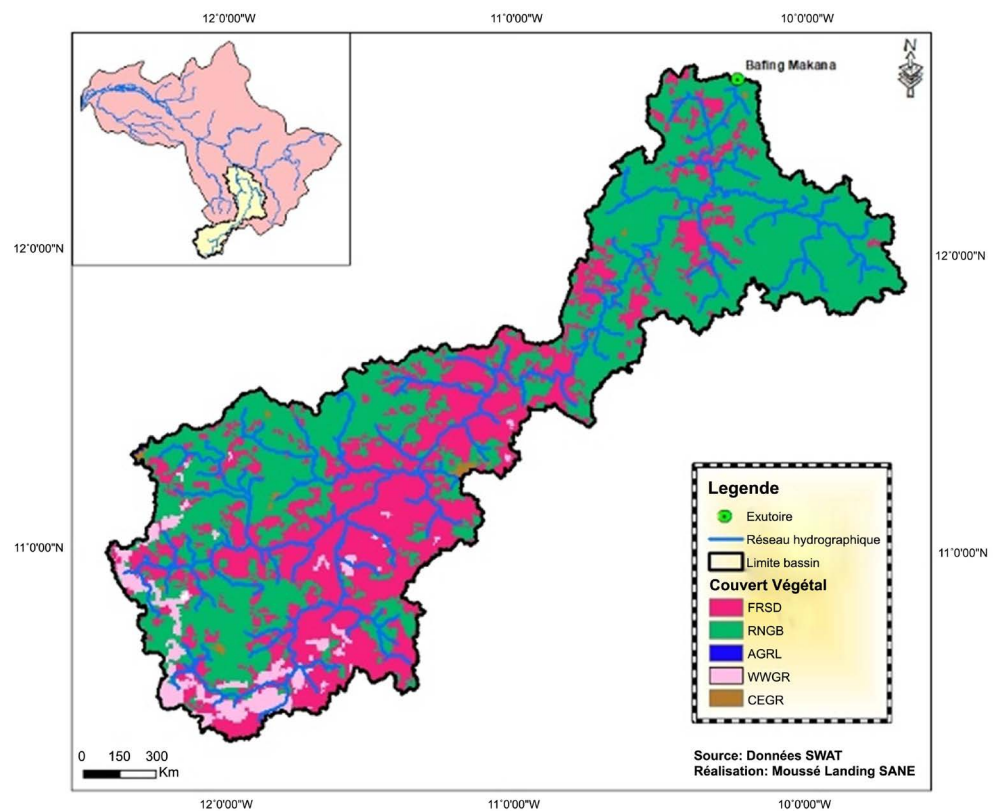 12°0'00"W 11°0'00"W 10°0'00"W
N
Bafing Makana
12°0'00"N 12°0'00"N
11°0'00"N 11°0'00"N
Legende
Exutoire
Réseau hydrographique
Limite bassin
Couvert Végétal
FRSD
RNGB
AGRL
WWGR
CEGR
0 150 300
Km
Source: Données SWAT
Réalisation: Moussé Landing SANE
12°0'00"W 11°0'00"W 10°0'00"W